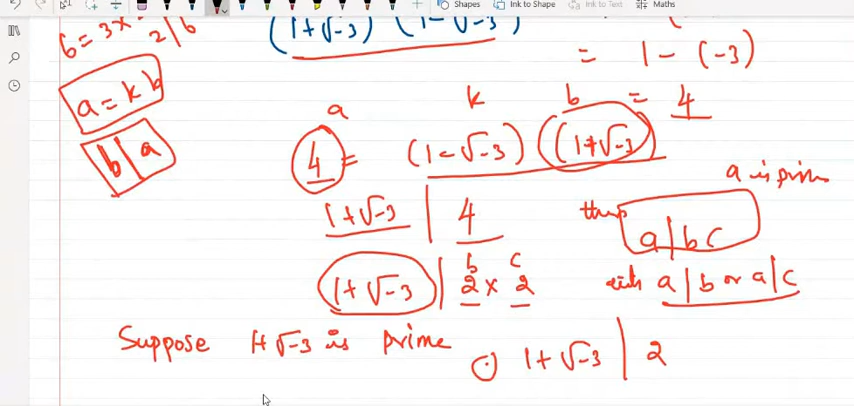 Shapes Ink to Shape Ink to Text Maths
6 = 3 x
2 | 6
(1+√-3) (1-√-3)
= 1 - (-3)
a = k b
a k b = 4
b | a
4 = (1-√-3) (1+√-3)
a is prime
1+√-3 | 4 then a | bc
b c
1+√-3 | 2 x 2 either a | b or a | c
Suppose 1+√-3 is prime
1+√-3 | 2